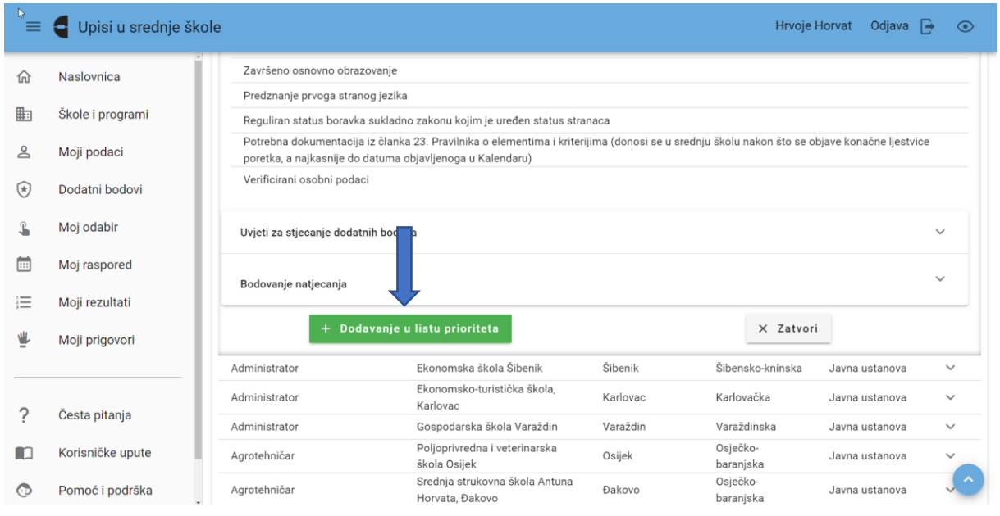 Upisi u srednje škole
Hrvoje Horvat
Odjava
Naslovnica
Škole i programi
Moji podaci
Dodatni bodovi
Moj odabir
Moj raspored
Moji rezultati
Moji prigovori
Česta pitanja
Korisničke upute
Pomoć i podrška
Završeno osnovno obrazovanje
Predznanje prvoga stranog jezika
Reguliran status boravka sukladno zakonu kojim je uređen status stranaca
Potrebna dokumentacija iz članka 23. Pravilnika o elementima i kriterijima (donosi se u srednju školu nakon što se objave konačne ljestvice
poretka, a najkasnije do datuma objavljenoga u Kalendaru)
Verificirani osobni podaci
Uvjeti za stjecanje dodatnih
Bodovanje natjecanja
+ Dodavanje u listu prioriteta
× Zatvori
Administrator Ekonomska škola Šibenik Šibenik Šibensko-kninska Javna ustanova
Administrator Ekonomsko-turistička škola, Karlovac Karlovačka Javna ustanova
Karlovac
Administrator Gospodarska škola Varaždin Varaždin Varaždinska Javna ustanova
Agrotehničar Poljoprivredna i veterinarska Osijek Osječko- Javna ustanova
škola Osijek baranjska
Agrotehničar Srednja strukovna škola Antuna Đakovo Osječko- Javna ustanova
Horvata, Đakovo baranjska